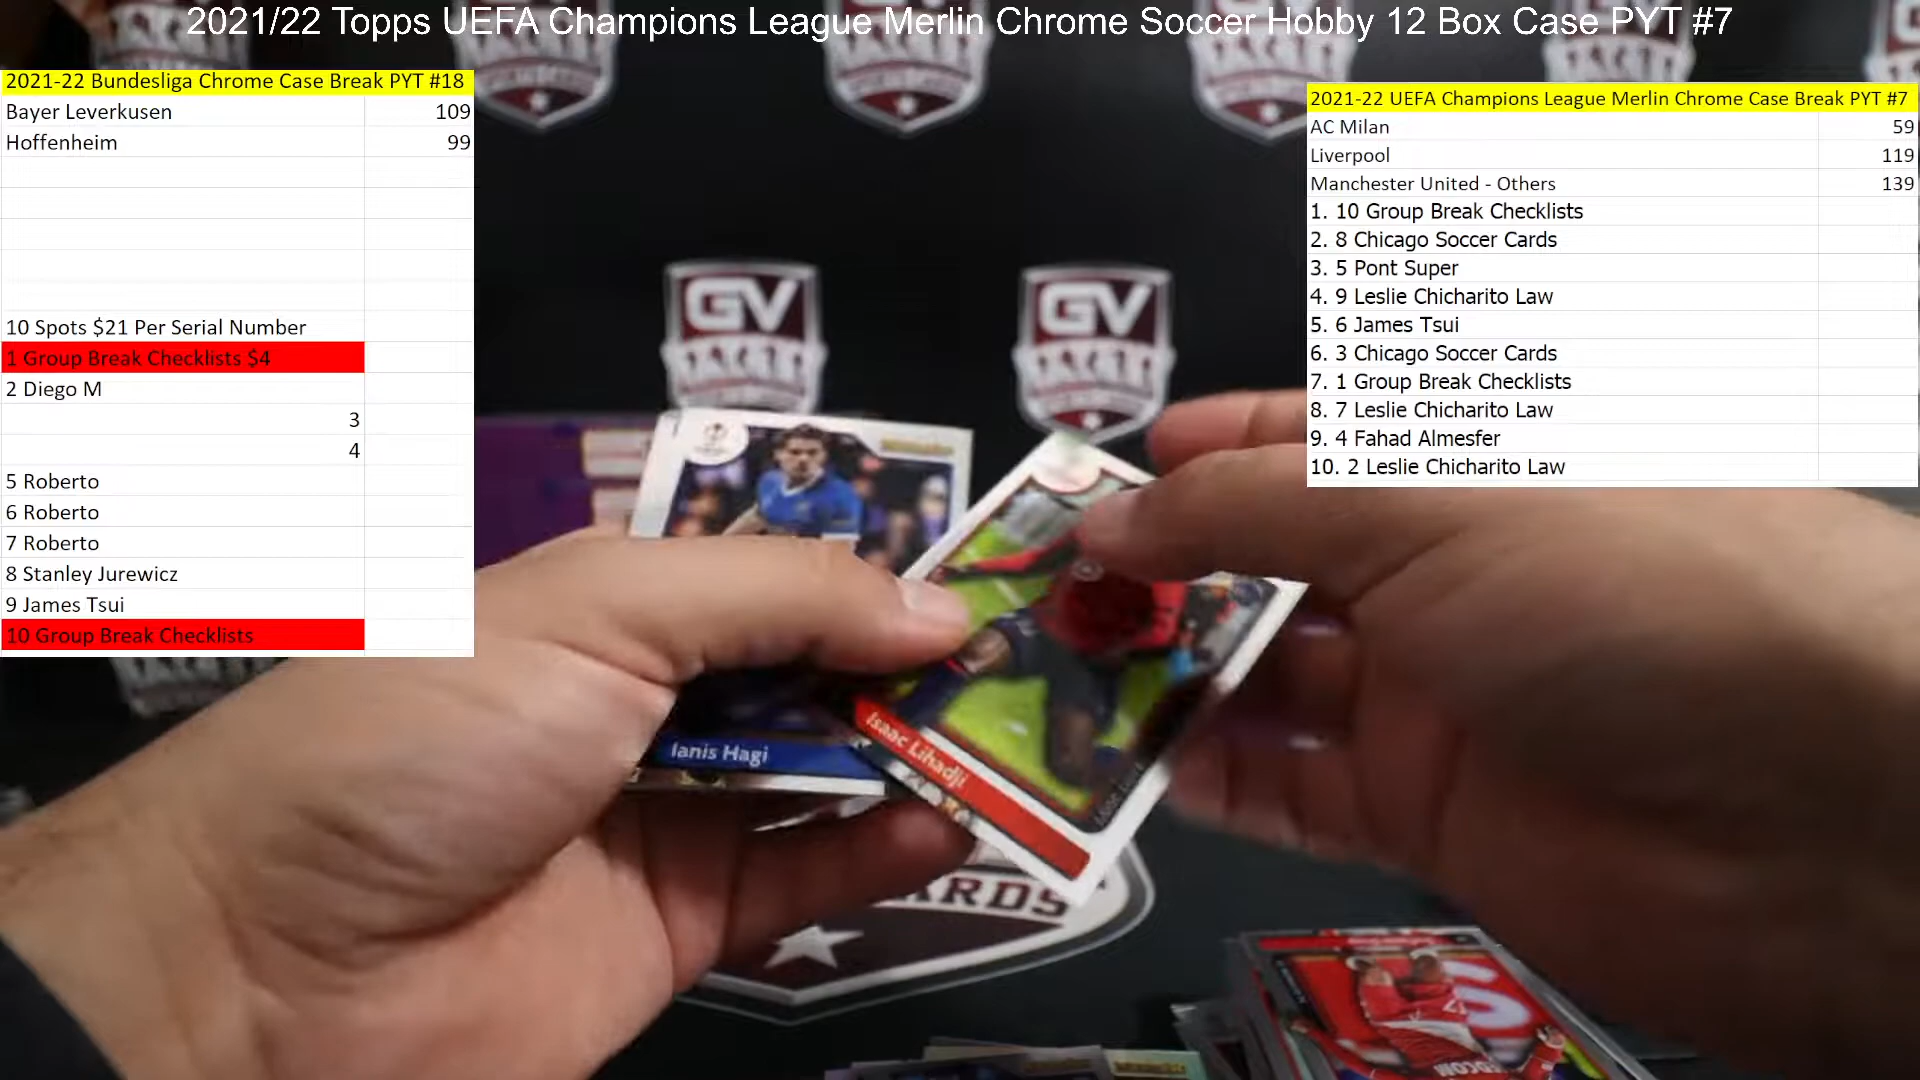 2021/22 Topps UEFA Champions League Merlin Chrome Soccer Hobby 12 Box Case PYT #7
2021-22 Bundesliga Chrome Case Break PYT #18
Bayer Leverkusen 109
Hoffenheim 99
10 Spots $21 Per Serial Number
1 Group Break Checklists $4
2 Diego M
3
4
5 Roberto
6 Roberto
7 Roberto
8 Stanley Jurewicz
9 James Tsui
10 Group Break Checklists
2021-22 UEFA Champions League Merlin Chrome Case Break PYT #7
AC Milan 59
Liverpool 119
Manchester United - Others 139
1. 10 Group Break Checklists
2. 8 Chicago Soccer Cards
3. 5 Pont Super
4. 9 Leslie Chicharito Law
5. 6 James Tsui
6. 3 Chicago Soccer Cards
7. 1 Group Break Checklists
8. 7 Leslie Chicharito Law
9. 4 Fahad Almesfer
10. 2 Leslie Chicharito Law
GV
GV
Ianis Hagi
Isaac Lihadji